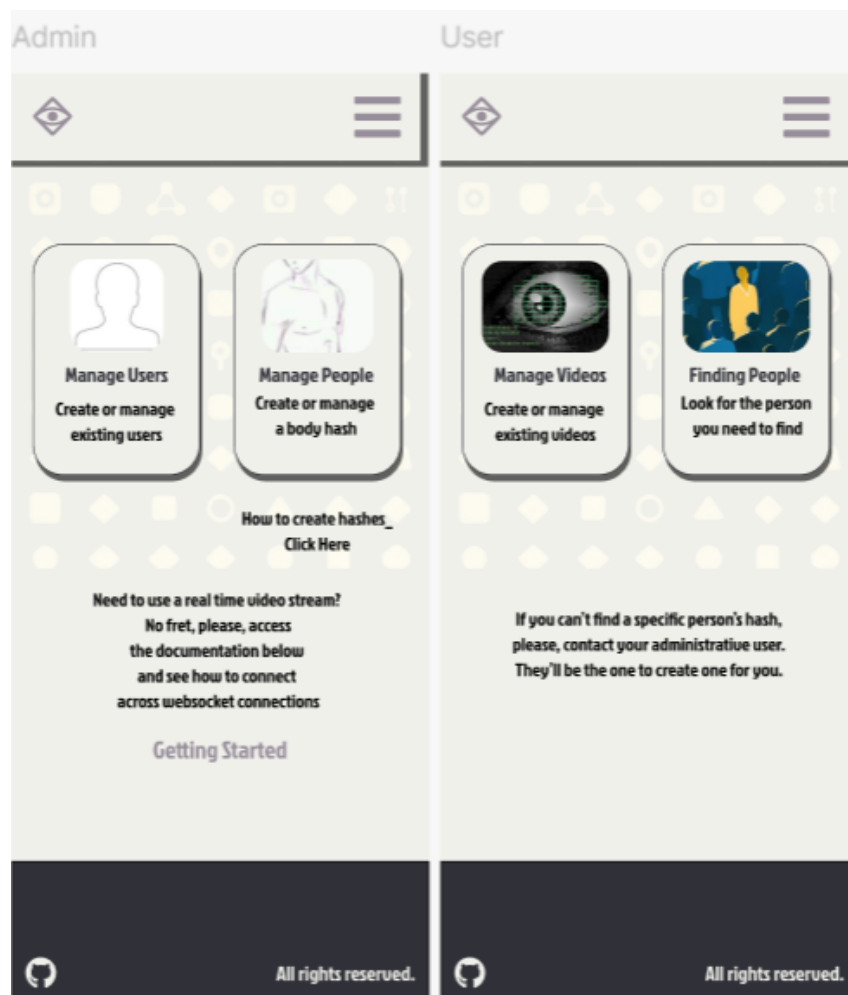 Admin
User
Manage Users
Create or manage
existing users
Manage People
Create or manage
a body hash
How to create hashes_
Click Here
Need to use a real time video stream?
No fret, please, access
the documentation below
and see how to connect
across websocket connections
Getting Started
All rights reserved.
Manage Videos
Create or manage
existing videos
Finding People
Look for the person
you need to find
If you can't find a specific person's hash,
please, contact your administrative user.
They'll be the one to create one for you.
All rights reserved.